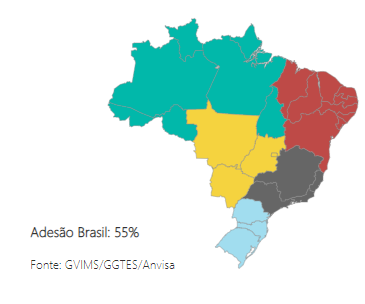 Adesão Brasil: 55%
Fonte: GVIMS/GGTES/Anvisa